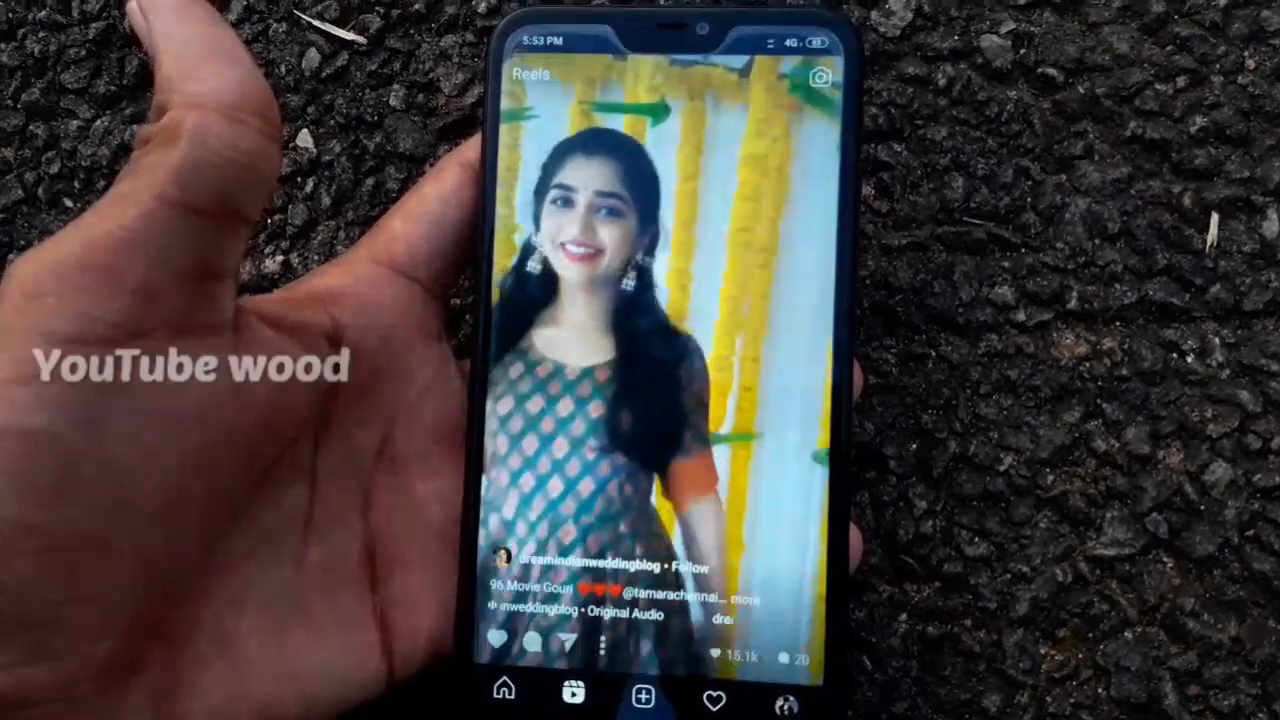 5:53 PM
4G
Reels
YouTube wood
dreamindianweddingblog • Follow
96 Movie Gouri ❤️❤️❤️@tamarachennai... more
inweddingblog • Original Audio
15.1k
20